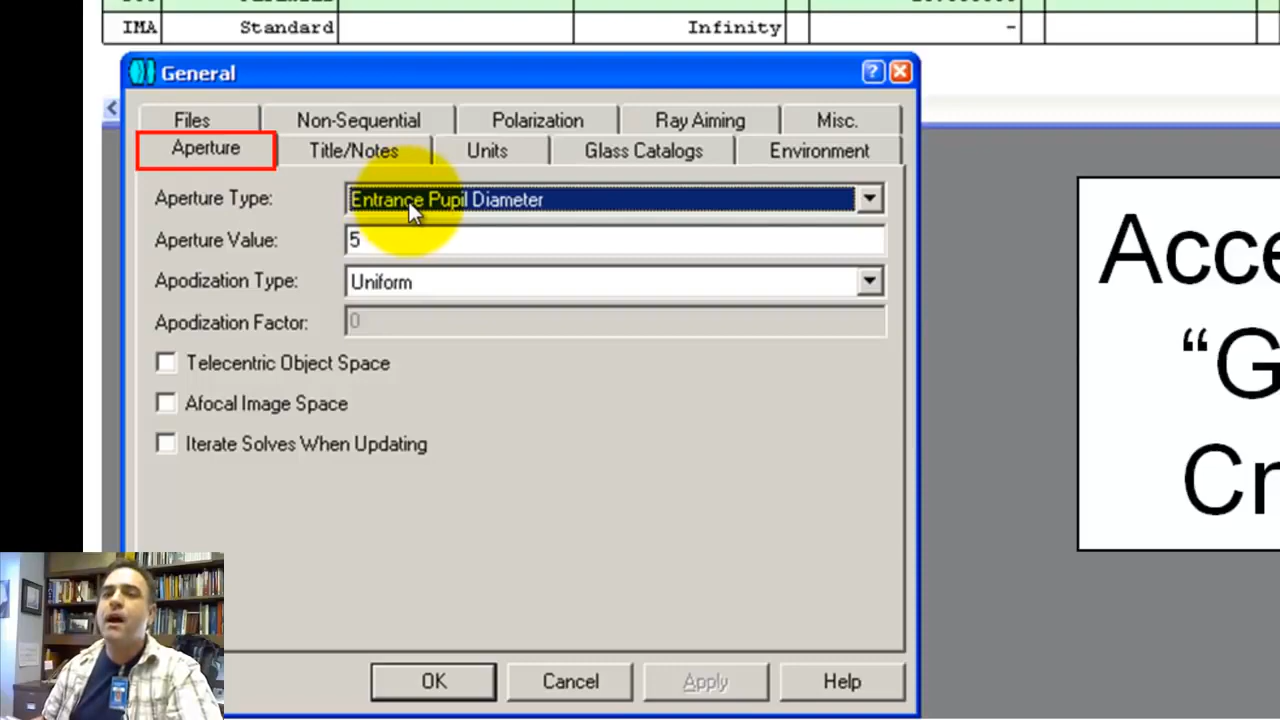 IMA Standard Infinity -
General
Files Non-Sequential Polarization Ray Aiming Misc.
Aperture Title/Notes Units Glass Catalogs Environment
Aperture Type: Entrance Pupil Diameter
Aperture Value: 5
Apodization Type: Uniform
Apodization Factor: 0
Telecentric Object Space
Afocal Image Space
Iterate Solves When Updating
OK Cancel Apply Help
Acce
“G
Cn